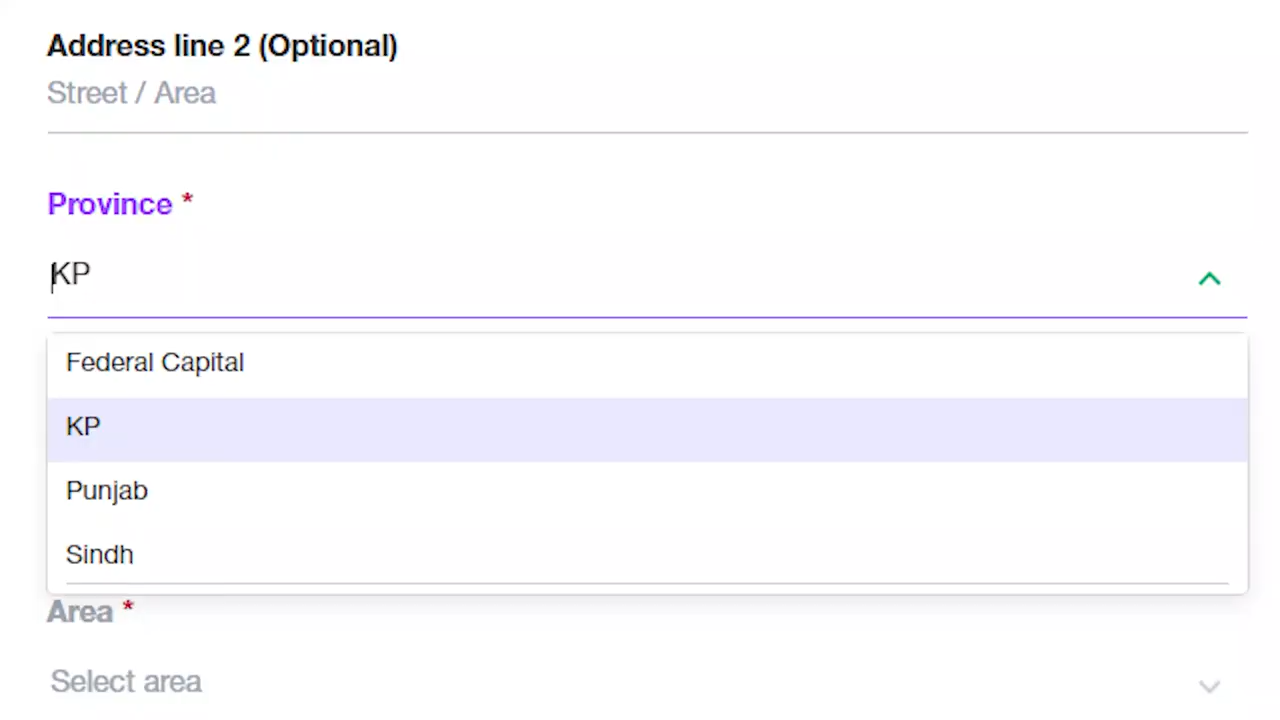 Address line 2 (Optional)
Street / Area
Province *
KP
Federal Capital
KP
Punjab
Sindh
Area *
Select area